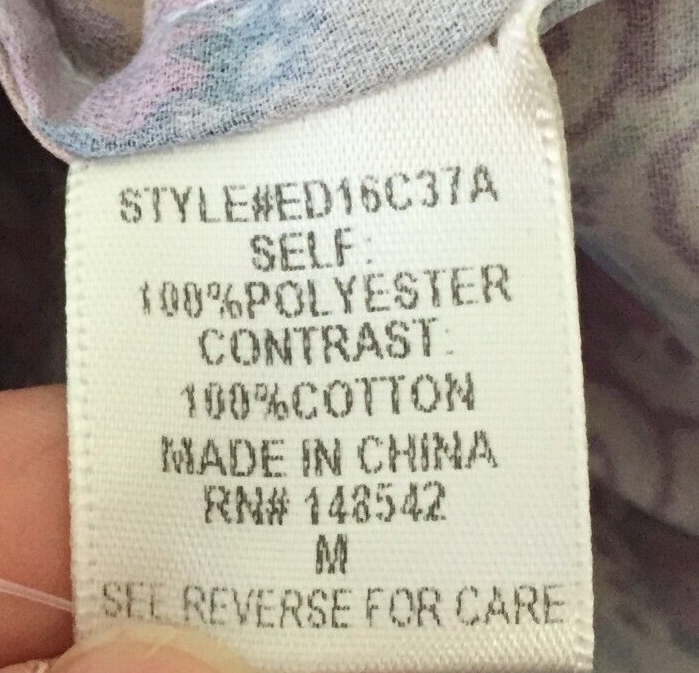 STYLE#ED16C37A
SELF:
100%POLYESTER
CONTRAST:
100%COTTON
MADE IN CHINA
RN# 148542
M
SEE REVERSE FOR CARE